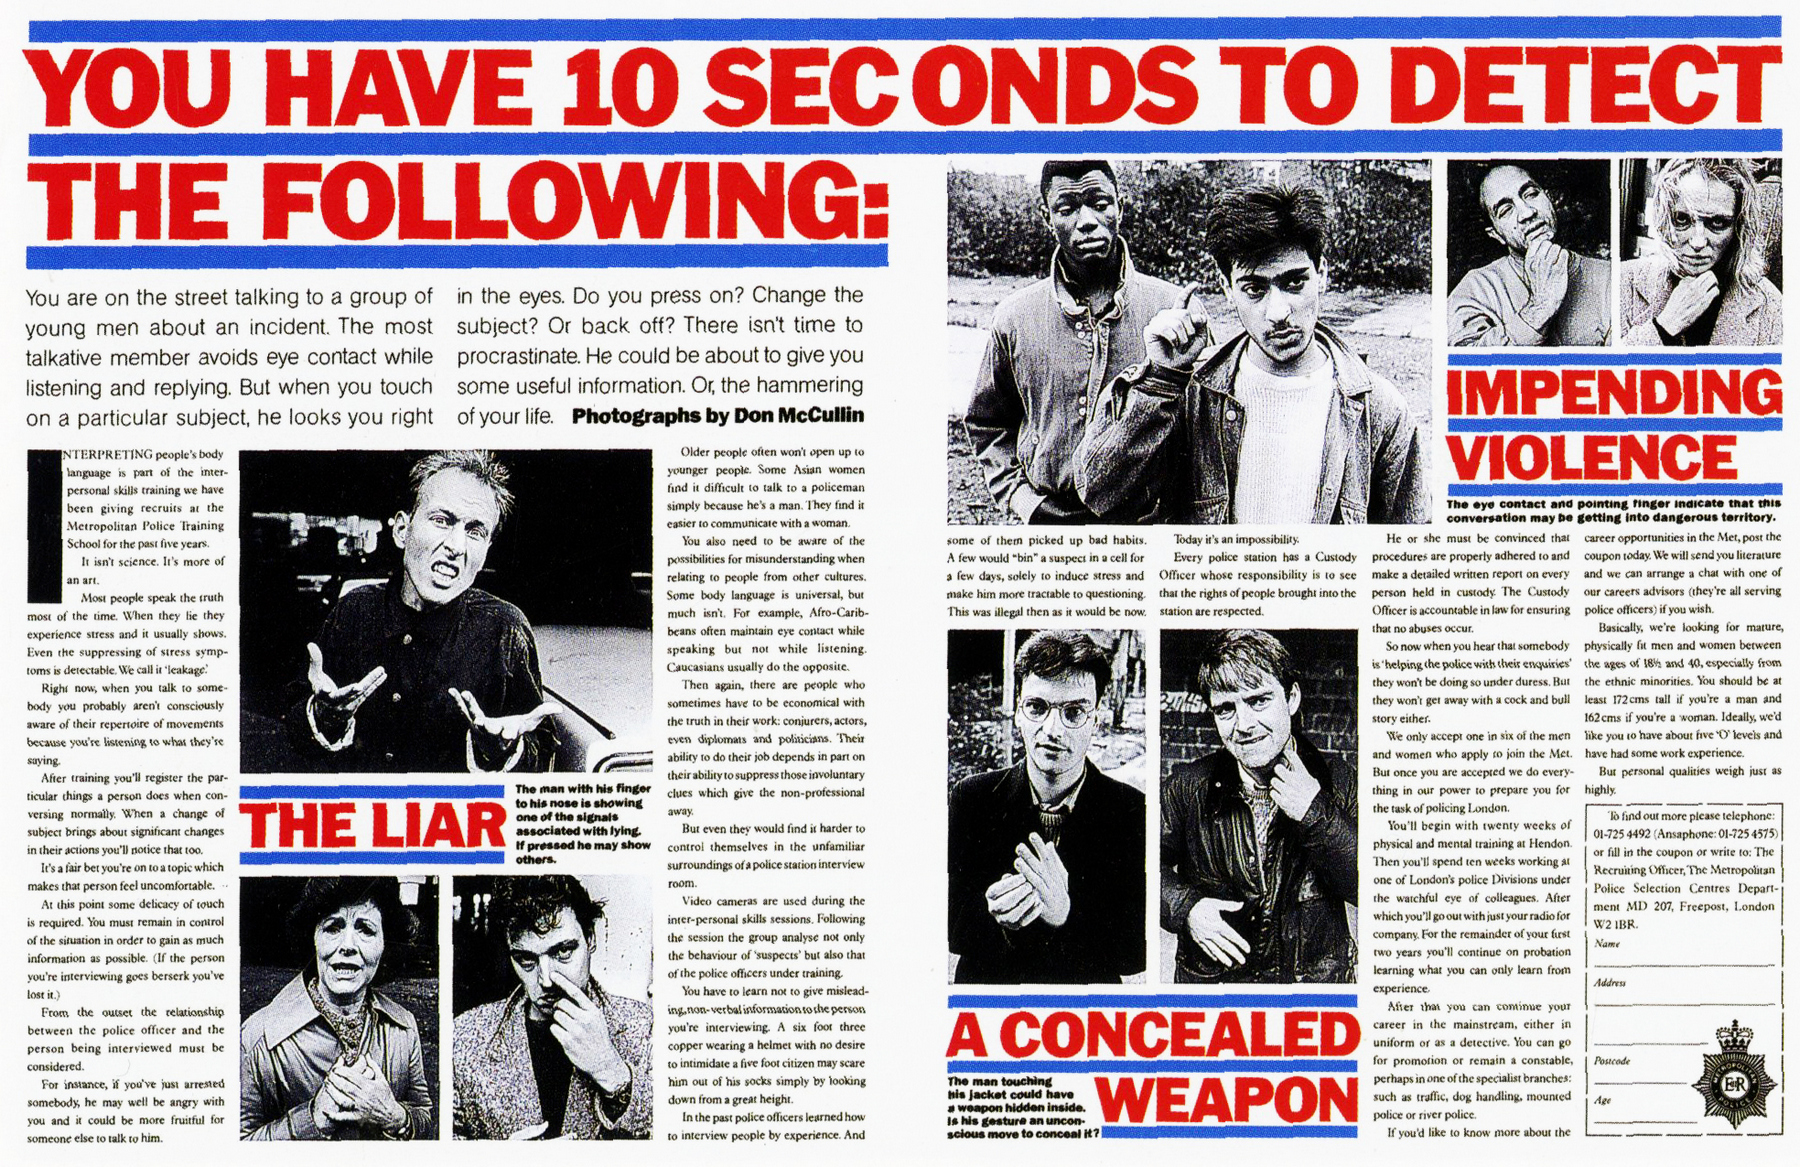 YOU HAVE 10 SECONDS TO DETECT
THE FOLLOWING:
You are on the street talking to a group of
young men about an incident. The most
talkative member avoids eye contact while
listening and replying. But when you touch
on a particular subject, he looks you right
in the eyes. Do you press on? Change the
subject? Or back off? There isn't time to
procrastinate. He could be about to give you
some useful information. Or, the hammering
of your life. Photographs by Don McCullin
INTERPRETING people's body
language is part of the inter-
personal skills training we have
been giving recruits at the
Metropolitan Police Training
School for the past five years.
It isn't science. It's more of
an art.
Most people speak the truth
most of the time. When they lie they
experience stress and it usually shows.
Even the suppressing of stress symp-
toms is detectable. We call it 'leakage.'
Right now, when you talk to some-
body you probably aren't consciously
aware of their repertoire of movements
because you're listening to what they're
saying.
After training you'll register the par-
ticular things a person does when con-
versing normally. When a change of
subject brings about significant changes
in their actions you'll notice that too.
It's a fair bet you're on to a topic which
makes that person feel uncomfortable.
At this point some delicacy of touch
is required. You must remain in control
of the situation in order to gain as much
information as possible. (If the person
you're interviewing goes berserk you've
lost it.)
From the outset the relationship
between the police officer and the
person being interviewed must be
considered.
For instance, if you've just arrested
somebody, he may well be angry with
you and it could be more fruitful for
someone else to talk to him.
THE LIAR
The man with his finger
to his nose is showing
one of the signals
associated with lying.
If pressed he may show
others.
Older people often won't open up to
younger people. Some Asian women
find it difficult to talk to a policeman
simply because he's a man. They find it
easier to communicate with a woman.
You also need to be aware of the
possibilities for misunderstanding when
relating to people from other cultures.
Some body language is universal, but
much isn't. For example, Afro-Carib-
beans often maintain eye contact while
speaking but not while listening.
Caucasians usually do the opposite.
Then again, there are people who
sometimes have to be economical with
the truth in their work: conjurers, actors,
even diplomats and politicians. Their
ability to do their job depends in part on
their ability to suppress those involuntary
clues which give the non-professional
away.
But even they would find it harder to
control themselves in the unfamiliar
surroundings of a police station interview
room.
Video cameras are used during the
inter-personal skills sessions. Following
the session the group analyse not only
the behaviour of 'suspects' but also that
of the police officers under training.
You have to learn not to give mislead-
ing, non-verbal information to the person
you're interviewing. A six foot three
copper wearing a helmet with no desire
to intimidate a five foot citizen may scare
him out of his socks simply by looking
down from a great height.
In the past police officers learned how
to interview people by experience. And
IMPENDING
VIOLENCE
The eye contact and pointing finger indicate that this
conversation may be getting into dangerous territory.
some of them picked up bad habits.
A few would "bin" a suspect in a cell for
a few days, solely to induce stress and
make him more tractable to questioning.
This was illegal then as it would be now.
Today it's an impossibility.
Every police station has a Custody
Officer whose responsibility is to see
that the rights of people brought into the
station are respected.
A CONCEALED
WEAPON
The man touching
his jacket could have
a weapon hidden inside.
Is his gesture an uncon-
scious move to conceal it?
He or she must be convinced that
procedures are properly adhered to and
make a detailed written report on every
person held in custody. The Custody
Officer is accountable in law for ensuring
that no abuses occur.
So now when you hear that somebody
is 'helping the police with their enquiries'
they won't be doing so under duress. But
they won't get away with a cock and bull
story either.
We only accept one in six of the men
and women who apply to join the Met.
But once you are accepted we do every-
thing in our power to prepare you for
the task of policing London.
You'll begin with twenty weeks of
physical and mental training at Hendon.
Then you'll spend ten weeks working at
one of London's police Divisions under
the watchful eye of colleagues. After
which you'll go out with just your radio for
company. For the remainder of your first
two years you'll continue on probation
learning what you can only learn from
experience.
After that you can continue your
career in the mainstream, either in
uniform or as a detective. You can go
for promotion or remain a constable,
perhaps in one of the specialist branches:
such as traffic, dog handling, mounted
police or river police.
If you'd like to know more about the
career opportunities in the Met, post the
coupon today. We will send you literature
and we can arrange a chat with one of
our careers advisors (they're all serving
police officers) if you wish.
Basically, we're looking for mature,
physically fit men and women between
the ages of 18½ and 40, especially from
the ethnic minorities. You should be at
least 172cms tall if you're a man and
162cms if you're a woman. Ideally, we'd
like you to have about five 'O' levels and
have had some work experience.
But personal qualities weigh just as
highly.
To find out more please telephone:
01-725 4492 (Ansaphone: 01-725 4575)
or fill in the coupon or write to: The
Recruiting Officer, The Metropolitan
Police Selection Centres Depart-
ment MD 207, Freepost, London
W2 1BR.
Name
Address
Postcode
Age
METROPOLITAN
POLICE
ER